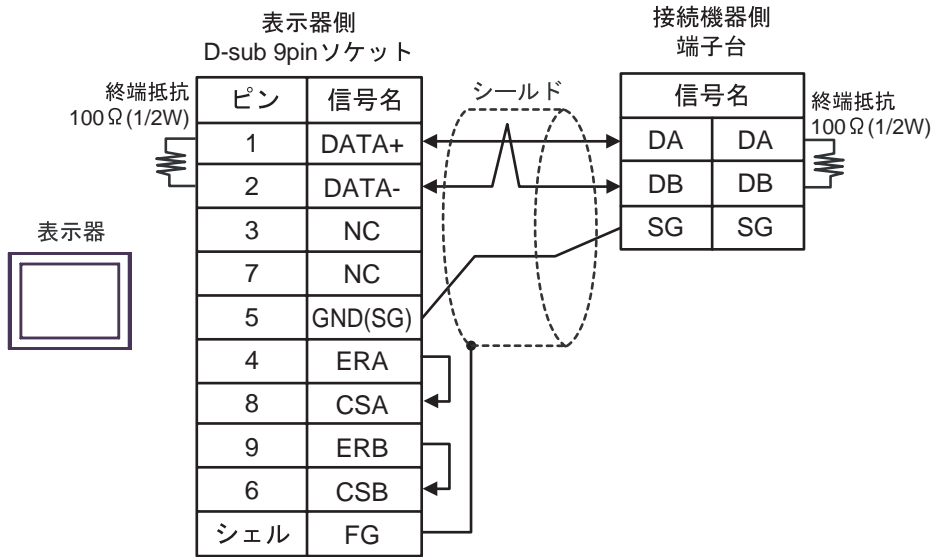 表示器側
D-sub 9pinソケット
接続機器側
端子台
終端抵抗
100Ω(1/2W)
シールド
終端抵抗
100Ω(1/2W)
表示器
ピン 信号名
1 DATA+
2 DATA-
3 NC
7 NC
5 GND(SG)
4 ERA
8 CSA
9 ERB
6 CSB
シェル FG
信号名
DA DA
DB DB
SG SG